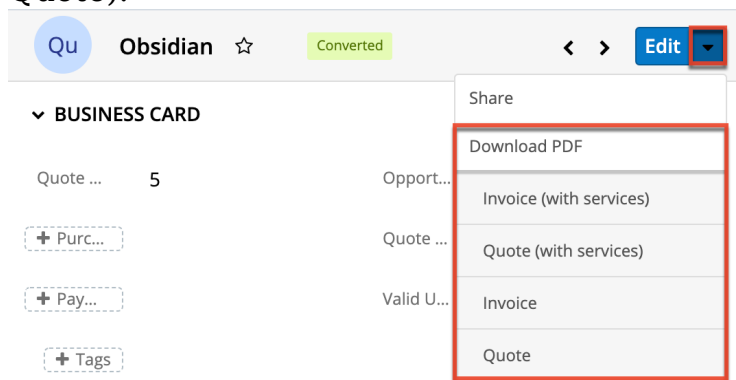 Quote).
Qu Obsidian Converted Edit
Share
BUSINESS CARD
Download PDF
Quote ... 5 Opport...
Invoice (with services)
+ Purc... Quote ...
Quote (with services)
+ Pay... Valid U...
Invoice
+ Tags
Quote